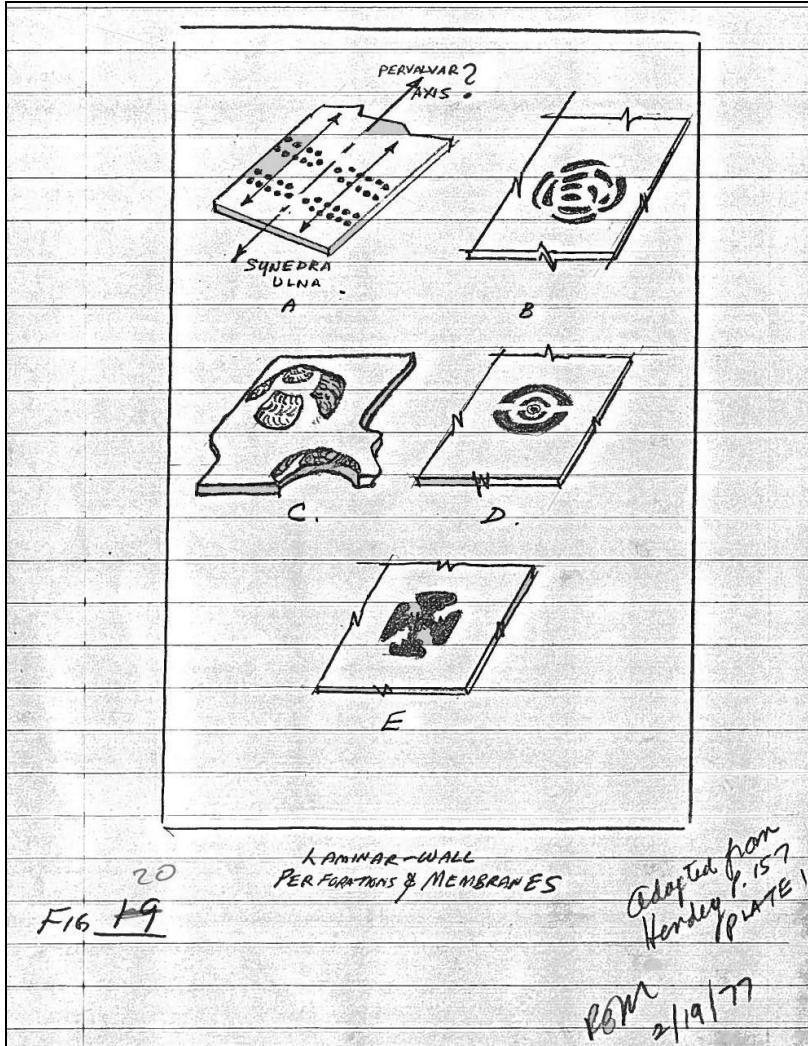 PERVALVAR ?
AXIS
SYNEDRA
ULNA
A
B
C.
D.
E
LAMINAR-WALL
PERFORATIONS & MEMBRANES
20
FIG 19
Adapted from
Hendey P. 157
PLATE 1
2/19/77